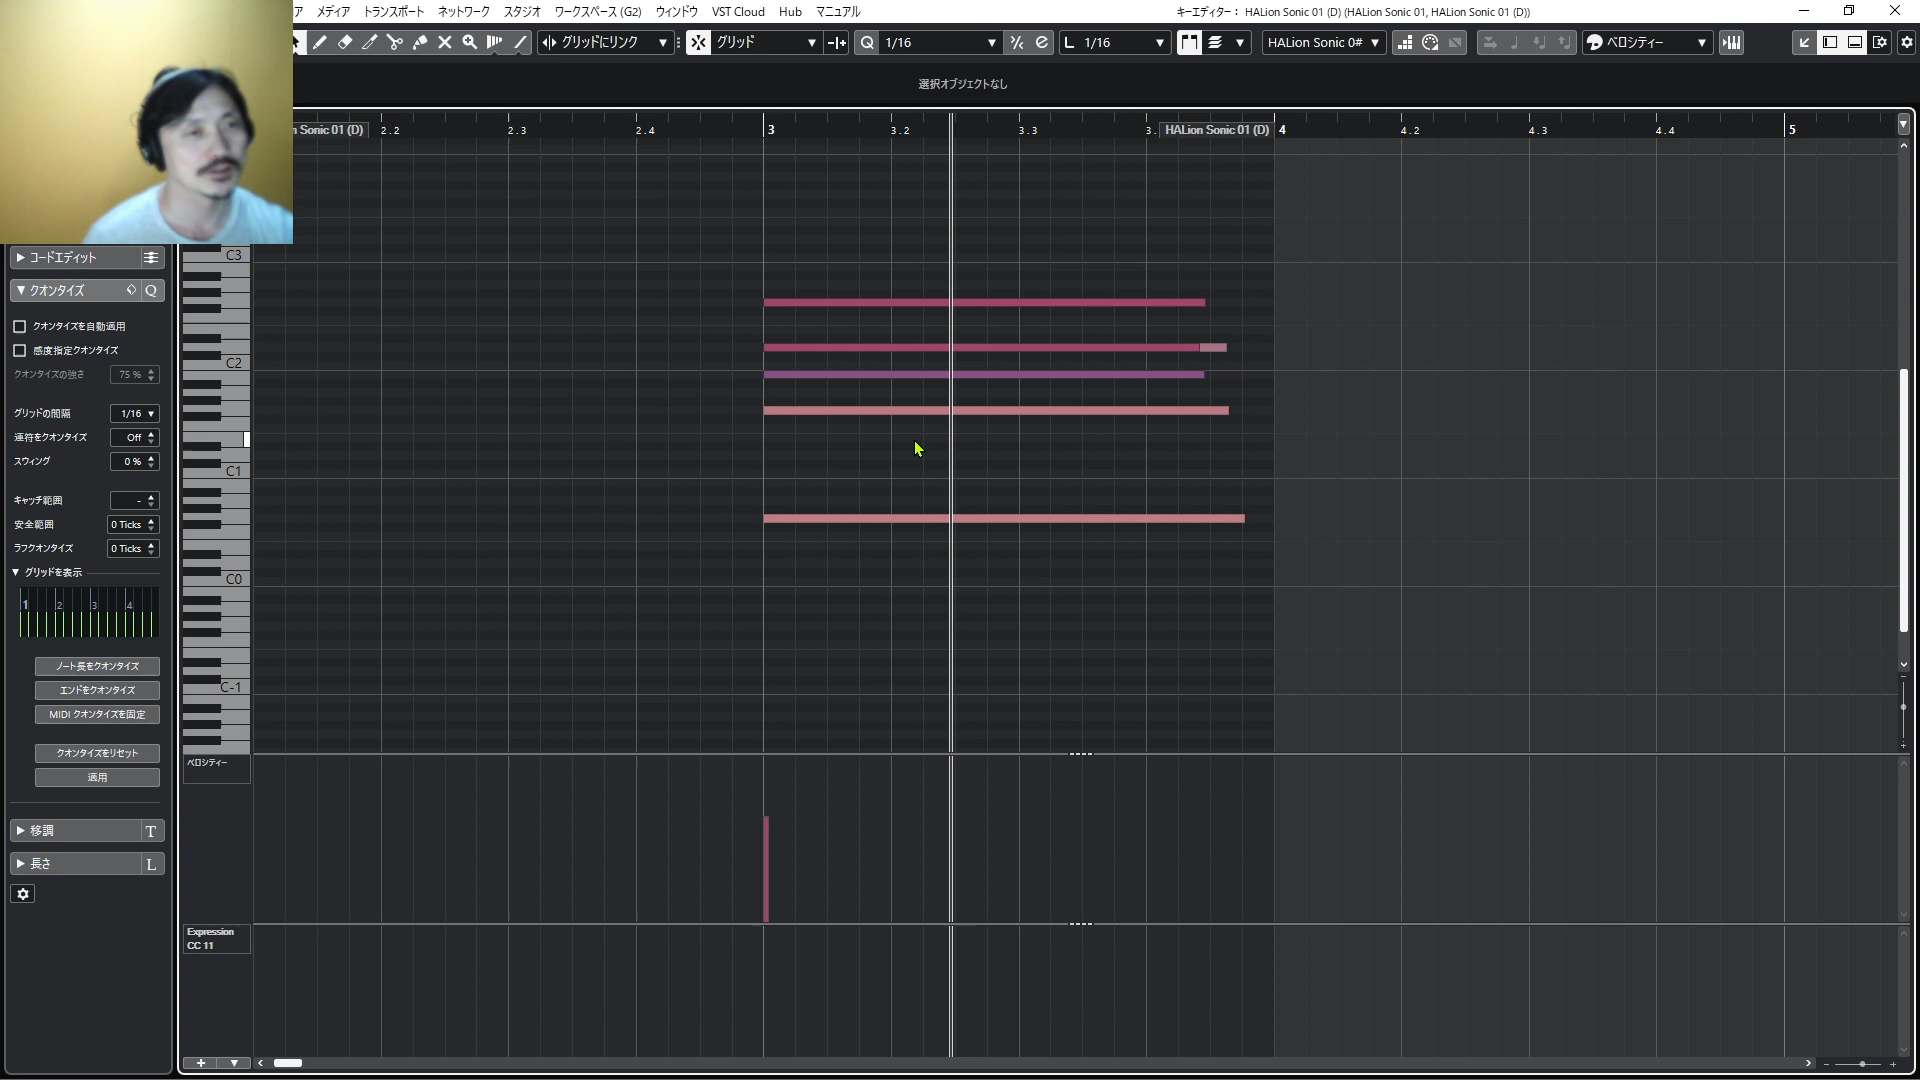 ア メディア トランスポート ネットワーク スタジオ ワークスペース (G2) ウィンドウ VST Cloud Hub マニュアル
キーエディター： HALion Sonic 01 (D) (HALion Sonic 01, HALion Sonic 01 (D))
グリッドにリンク グリッド Q 1/16 L 1/16 HALion Sonic 0# ベロシティー
選択オブジェクトなし
n Sonic 01 (D) 2.2 2.3 2.4 3 3.2 3.3 3. HALion Sonic 01 (D) 4 4.2 4.3 4.4 5
コードエディット
クオンタイズ Q
クオンタイズを自動適用
感度指定クオンタイズ
クオンタイズの強さ 75 %
グリッドの間隔 1/16
連符をクオンタイズ Off
スウィング 0 %
キャッチ範囲 -
安全範囲 0 Ticks
ラフクオンタイズ 0 Ticks
グリッドを表示
1 2 3 4
ノート長をクオンタイズ
エンドをクオンタイズ
MIDI クオンタイズを固定
クオンタイズをリセット
適用
移調 T
長さ L
C3
C2
C1
C0
C-1
ベロシティー
Expression
CC 11